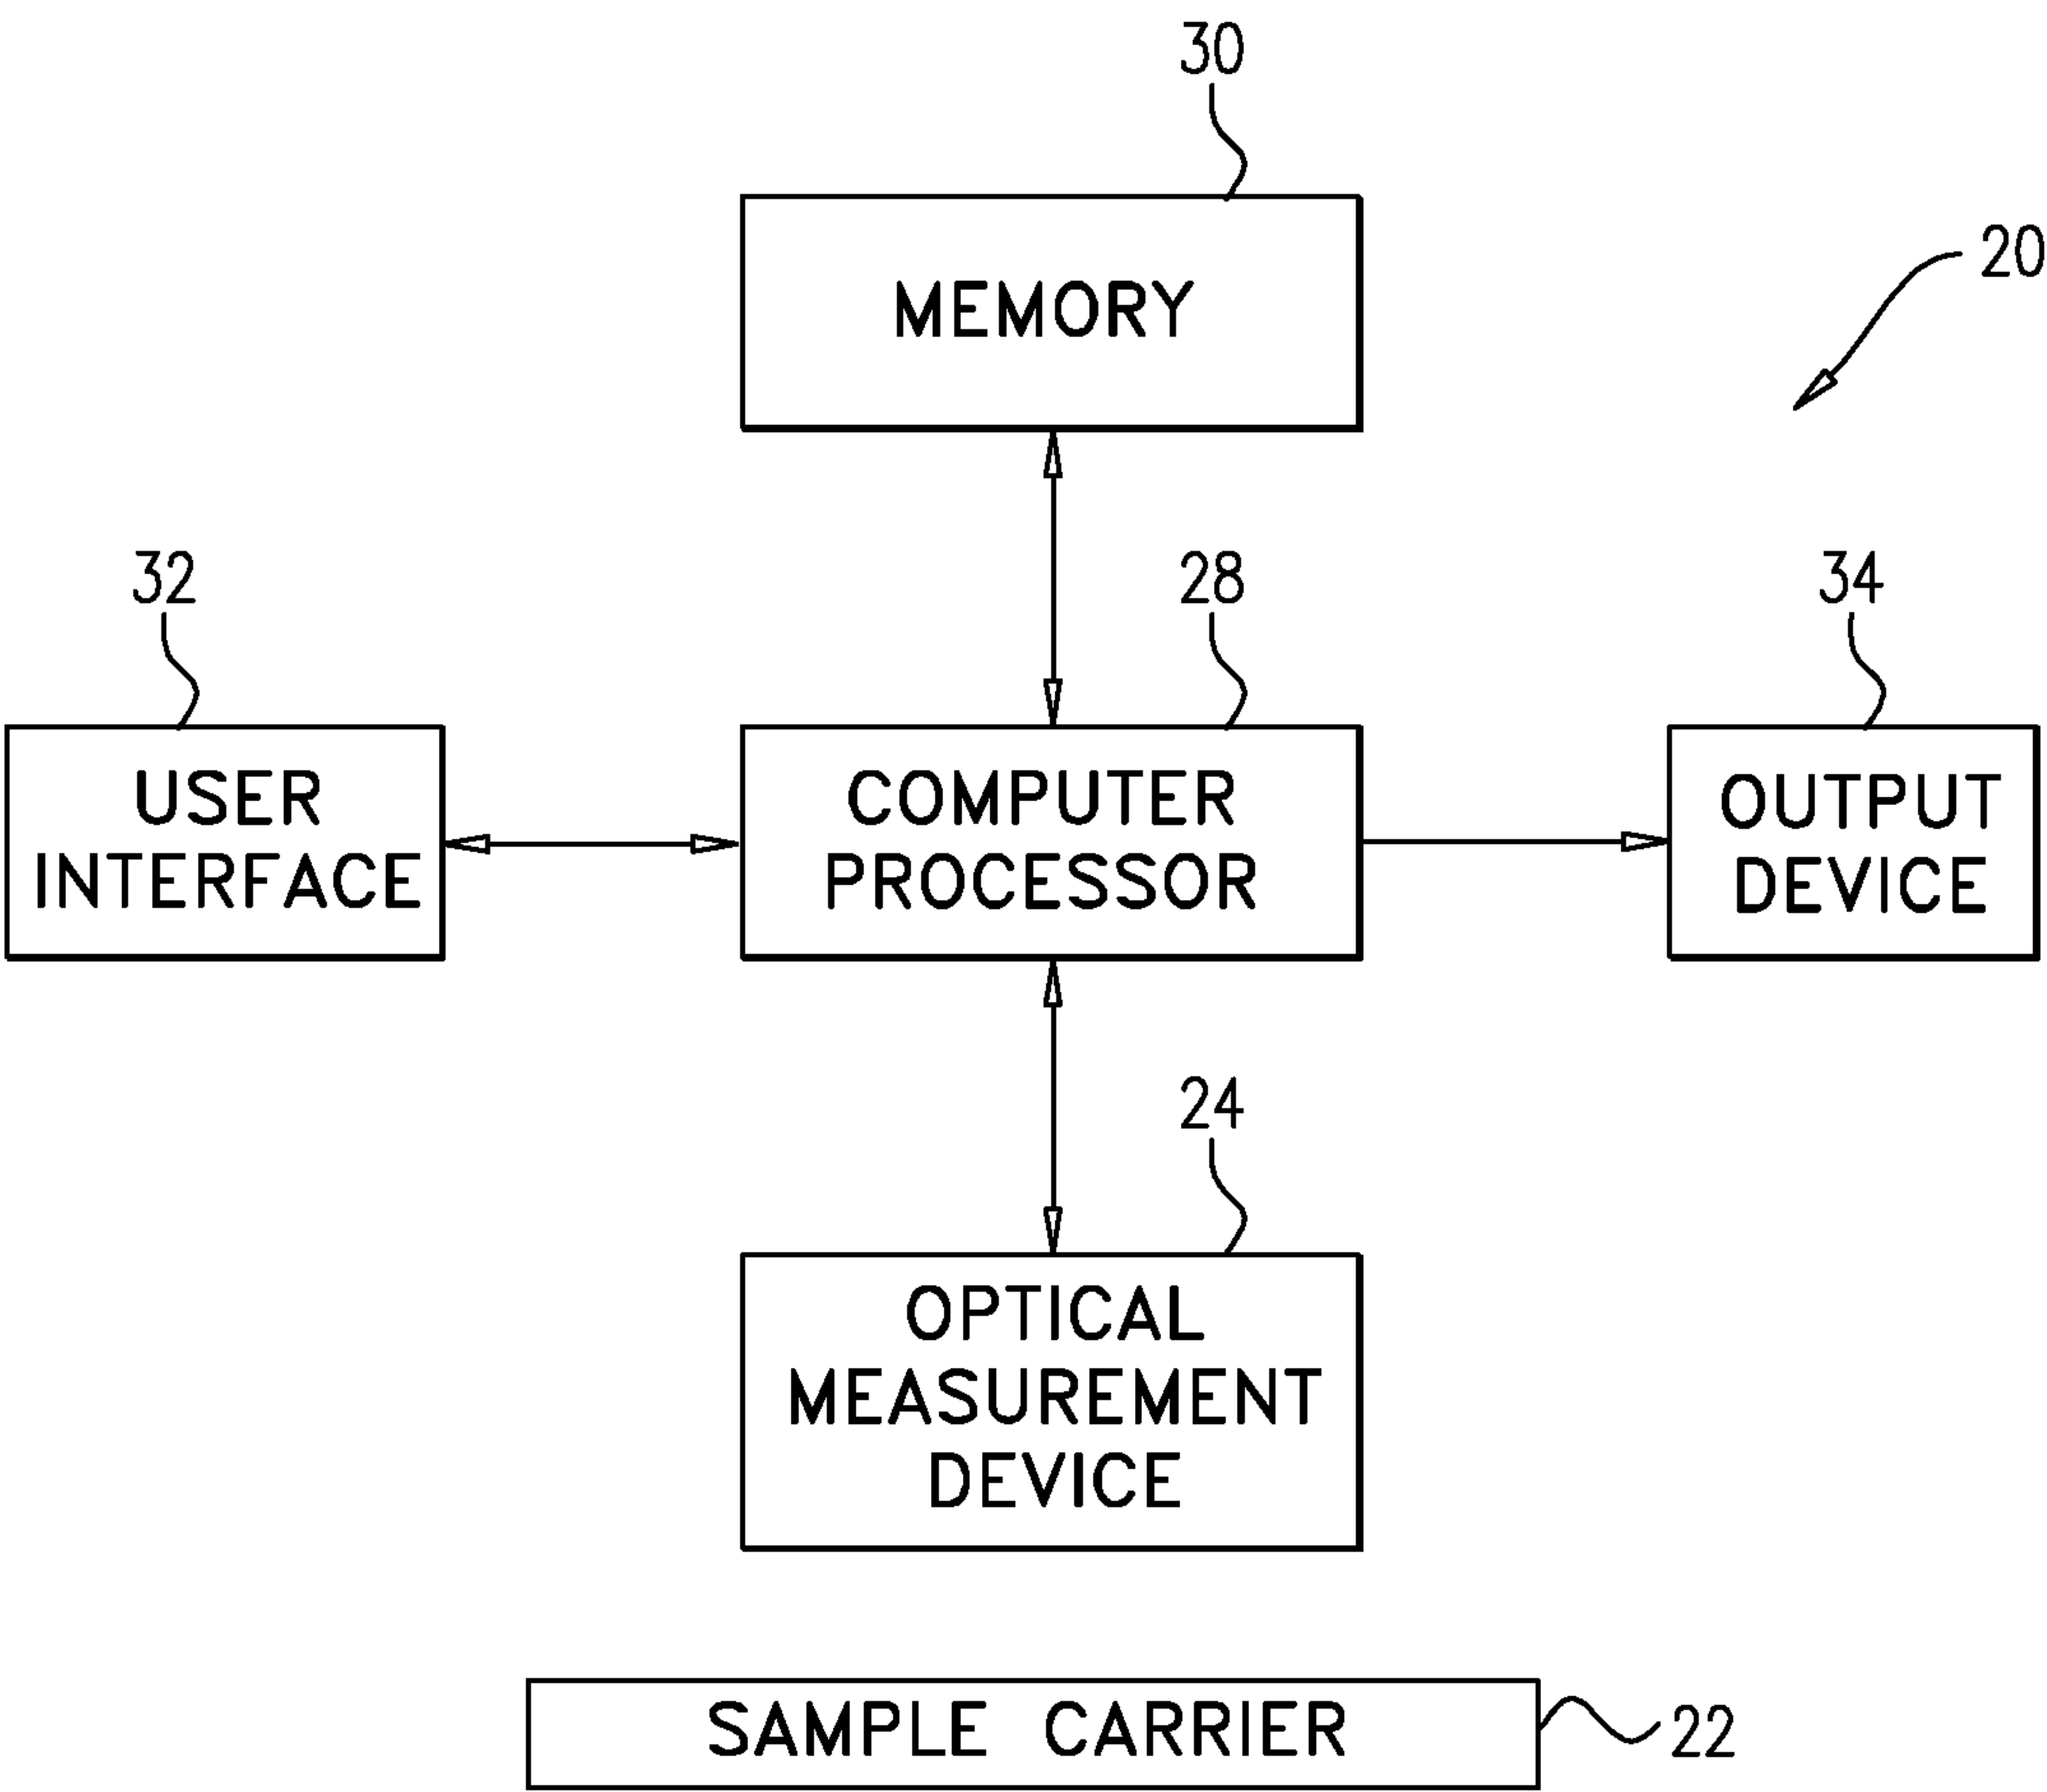 30
MEMORY
20
32
28
34
USER
INTERFACE
COMPUTER
PROCESSOR
OUTPUT
DEVICE
24
OPTICAL
MEASUREMENT
DEVICE
SAMPLE CARRIER
22